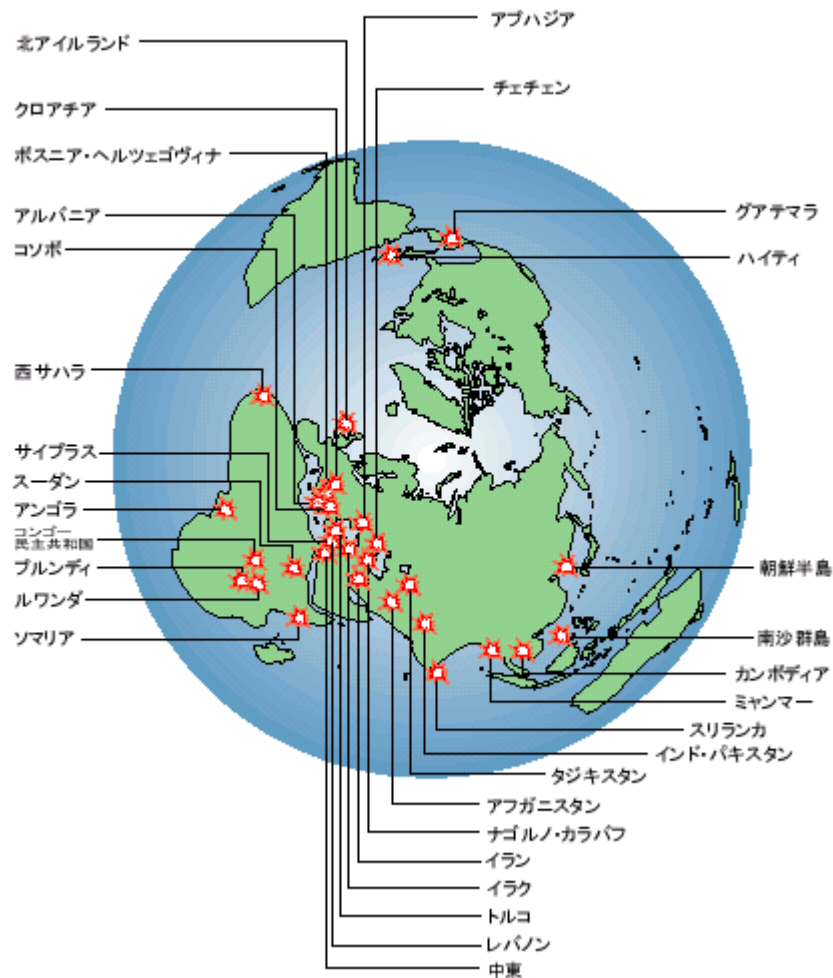 アブハジア
北アイルランド
チェチェン
クロアチア
ボスニア・ヘルツェゴヴィナ
アルバニア
グアテマラ
コソボ
ハイティ
西サハラ
サイプラス
スーダン
アンゴラ
コンゴー
民主共和国
ブルンディ
朝鮮半島
ルワンダ
ソマリア
南沙群島
カンボディア
ミャンマー
スリランカ
インド・パキスタン
タジキスタン
アフガニスタン
ナゴルノ・カラバフ
イラン
イラク
トルコ
レバノン
中東